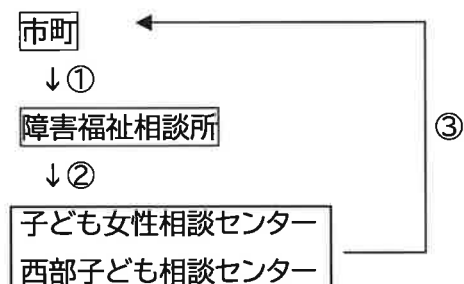 市町
↓①
障害福祉相談所
③
↓②
子ども女性相談センター
西部子ども相談センター